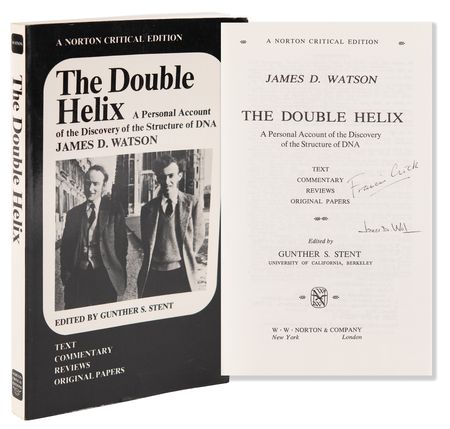 WATSON
The Double Helix
A NORTON CRITICAL EDITION
The Double
Helix A Personal Account
of the Discovery of the Structure of DNA
JAMES D. WATSON
EDITED BY GUNTHER S. STENT
TEXT
COMMENTARY
REVIEWS
ORIGINAL PAPERS
A NORTON CRITICAL EDITION
JAMES D. WATSON
THE DOUBLE HELIX
A Personal Account of the Discovery
of the Structure of DNA
TEXT
COMMENTARY
REVIEWS
ORIGINAL PAPERS
Francis Crick
Edited by
GUNTHER S. STENT
UNIVERSITY OF CALIFORNIA, BERKELEY
W · W · NORTON & COMPANY
New York London